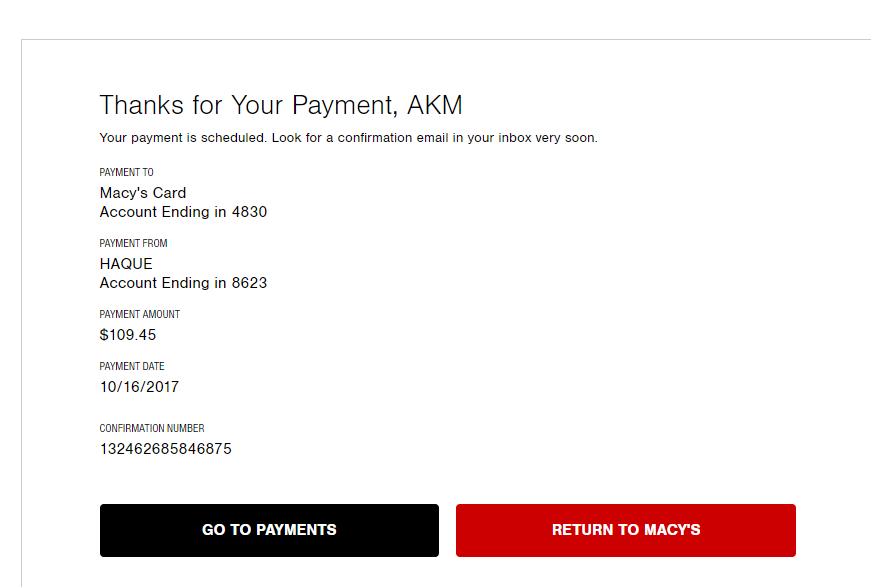 Thanks for Your Payment, AKM
Your payment is scheduled. Look for a confirmation email in your inbox very soon.
PAYMENT TO
Macy's Card
Account Ending in 4830
PAYMENT FROM
HAQUE
Account Ending in 8623
PAYMENT AMOUNT
$109.45
PAYMENT DATE
10/16/2017
CONFIRMATION NUMBER
132462685846875
GO TO PAYMENTS
RETURN TO MACY'S